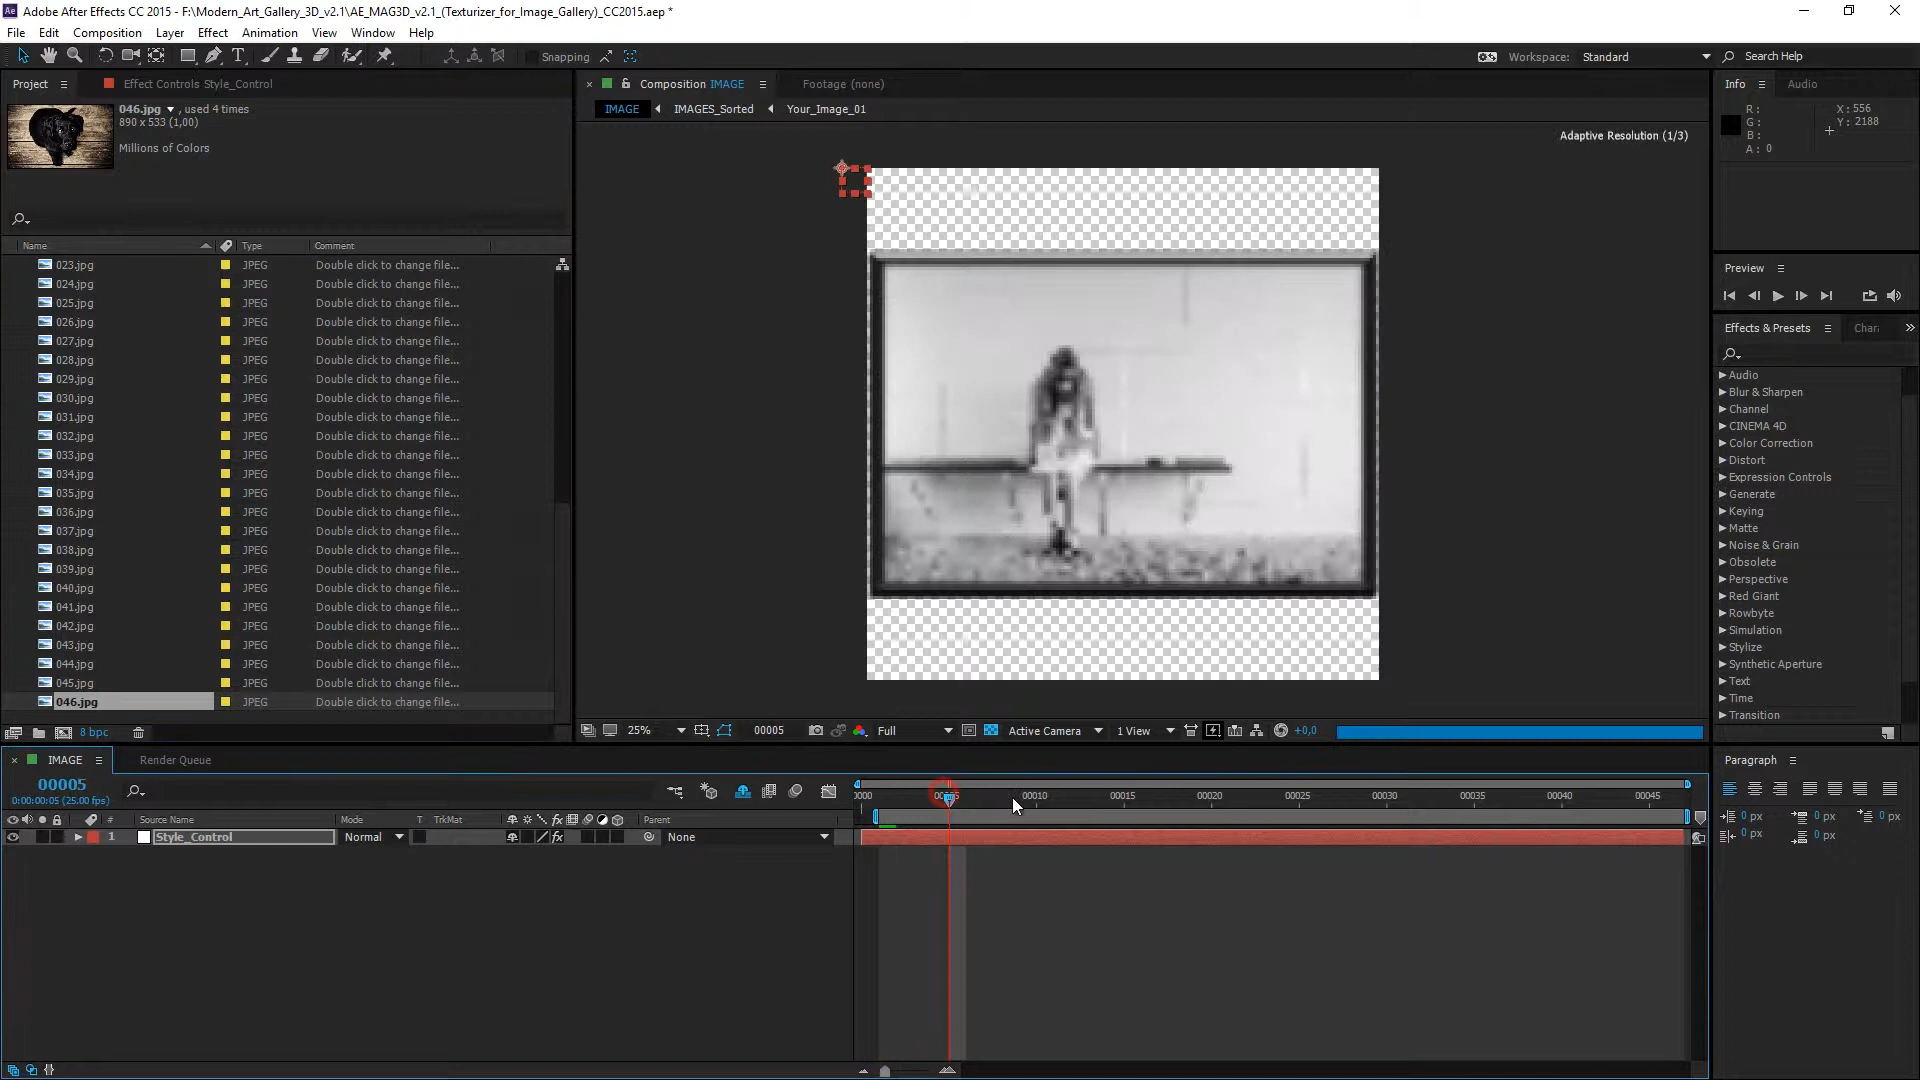 Adobe After Effects CC 2015 - F:\Modern_Art_Gallery_3D_v2.1\AE_MAG3D_v2.1_(Texturizer_for_Image_Gallery)_CC2015.aep *
File Edit Composition Layer Effect Animation View Window Help
Snapping Workspace: Standard Search Help
Project Effect Controls Style_Control Composition IMAGE Footage (none) Info Audio
046.jpg , used 4 times
890 x 533 (1,00)
Millions of Colors
IMAGE IMAGES_Sorted Your_Image_01
R: X: 556
G: Y: 2188
B:
A: 0
Adaptive Resolution (1/3)
Name Type Comment
023.jpg JPEG Double click to change file...
024.jpg JPEG Double click to change file...
025.jpg JPEG Double click to change file...
026.jpg JPEG Double click to change file...
027.jpg JPEG Double click to change file...
028.jpg JPEG Double click to change file...
029.jpg JPEG Double click to change file...
030.jpg JPEG Double click to change file...
031.jpg JPEG Double click to change file...
032.jpg JPEG Double click to change file...
033.jpg JPEG Double click to change file...
034.jpg JPEG Double click to change file...
035.jpg JPEG Double click to change file...
036.jpg JPEG Double click to change file...
037.jpg JPEG Double click to change file...
038.jpg JPEG Double click to change file...
039.jpg JPEG Double click to change file...
040.jpg JPEG Double click to change file...
041.jpg JPEG Double click to change file...
042.jpg JPEG Double click to change file...
043.jpg JPEG Double click to change file...
044.jpg JPEG Double click to change file...
045.jpg JPEG Double click to change file...
046.jpg JPEG Double click to change file...
8 bpc
25% 00005 Full Active Camera 1 View +0,0
Preview
Effects & Presets Chara
Audio
Blur & Sharpen
Channel
CINEMA 4D
Color Correction
Distort
Expression Controls
Generate
Keying
Matte
Noise & Grain
Obsolete
Perspective
Red Giant
Rowbyte
Simulation
Stylize
Synthetic Aperture
Text
Time
Transition
IMAGE Render Queue
00005
0:00:00:05 (25.00 fps)
0000 00005 00010 00015 00020 00025 00030 00035 00040 00045
# Source Name Mode T TrkMat Parent
1 Style_Control Normal None
Paragraph
0 px 0 px 0 px
0 px 0 px